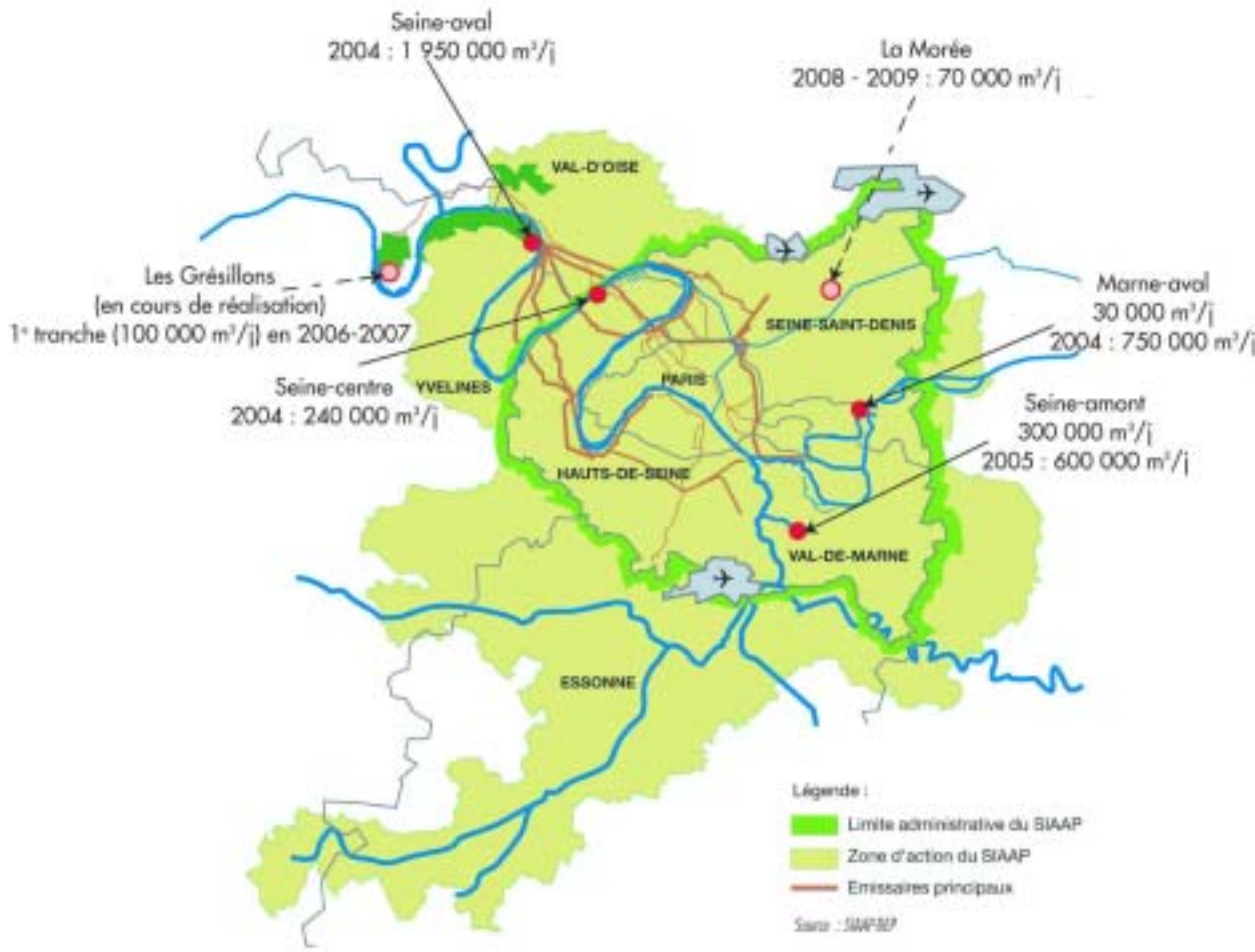 Seine-aval
2004 : 1 950 000 m³/j
La Morée
2008 - 2009 : 70 000 m³/j
VAL-D'OISE
Les Grésillons
(en cours de réalisation)
1ᵉ tranche (100 000 m³/j) en 2006-2007
Marne-aval
30 000 m³/j
2004 : 750 000 m³/j
SEINE-SAINT-DENIS
Seine-centre
2004 : 240 000 m³/j
YVELINES
PARIS
Seine-amont
300 000 m³/j
2005 : 600 000 m³/j
HAUTS-DE-SEINE
VAL-DE-MARNE
ESSONNE
Légende :
Limite administrative du SIAAP
Zone d'action du SIAAP
Emissaires principaux
Source : SIAAP-BEP